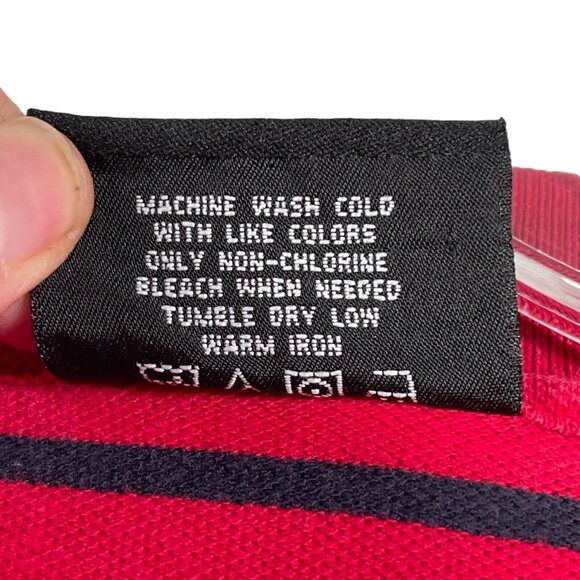 MACHINE WASH COLD
WITH LIKE COLORS
ONLY NON-CHLORINE
BLEACH WHEN NEEDED
TUMBLE DRY LOW
WARM IRON